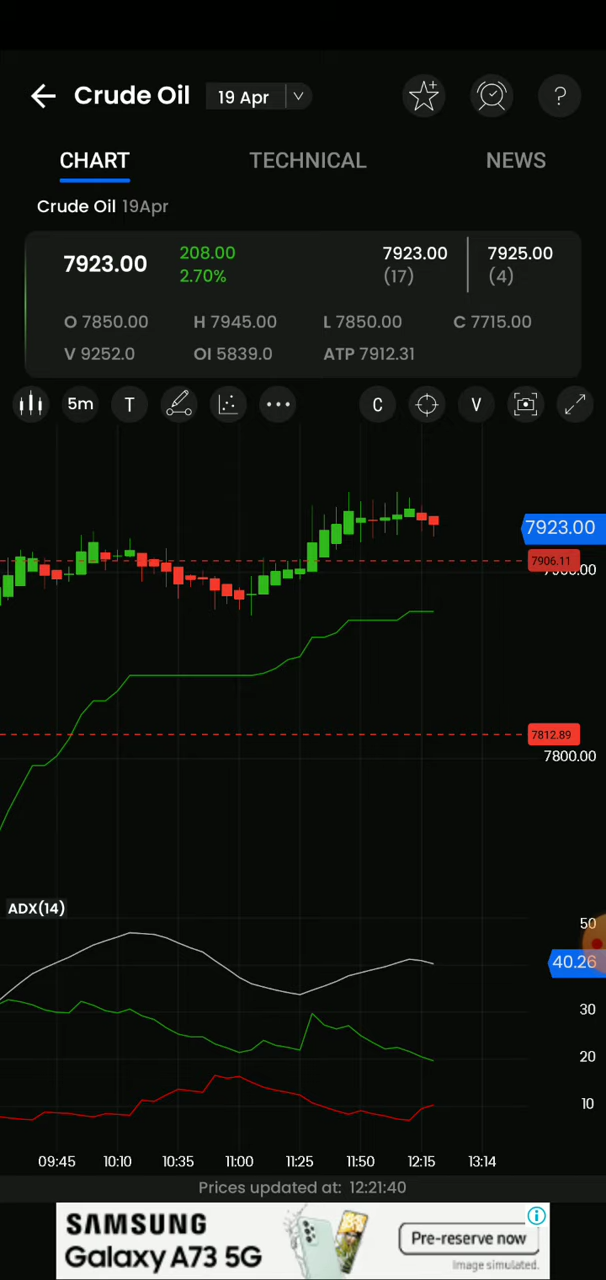 Crude Oil 19 Apr ?
CHART TECHNICAL NEWS
Crude Oil 19Apr
7923.00 208.00 2.70% 7923.00 (17) 7925.00 (4)
O 7850.00 H 7945.00 L 7850.00 C 7715.00
V 9252.0 OI 5839.0 ATP 7912.31
5m T C V
7923.00
7906.11
7812.89
7800.00
ADX(14)
50
40.26
30
20
10
09:45 10:10 10:35 11:00 11:25 11:50 12:15 13:14
Prices updated at: 12:21:40
SAMSUNG
Galaxy A73 5G
Pre-reserve now
Image simulated.